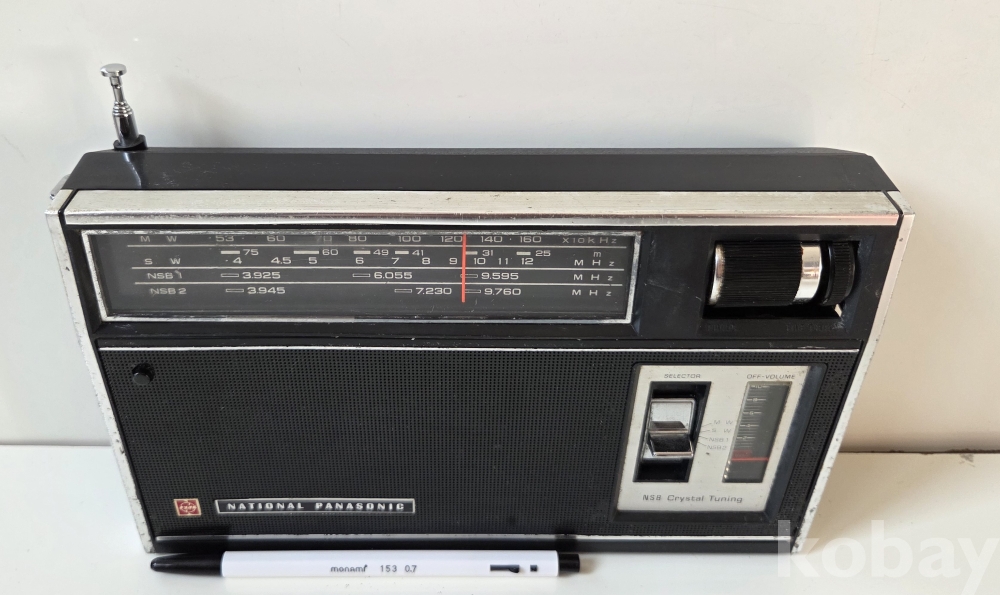 M W 53 60 70 80 100 120 140 160 x10kHz
75 60 49 41 31 25 m
S W 4 4.5 5 6 7 8 9 10 11 12 MHz
NSB 1 3.925 6.055 9.595 MHz
NSB 2 3.945 7.230 9.760 MHz
SELECTOR OFF-VOLUME
M W
S W
NSB1
NSB2
NSB Crystal Tuning
NATIONAL PANASONIC
monami 153 0.7
kobay